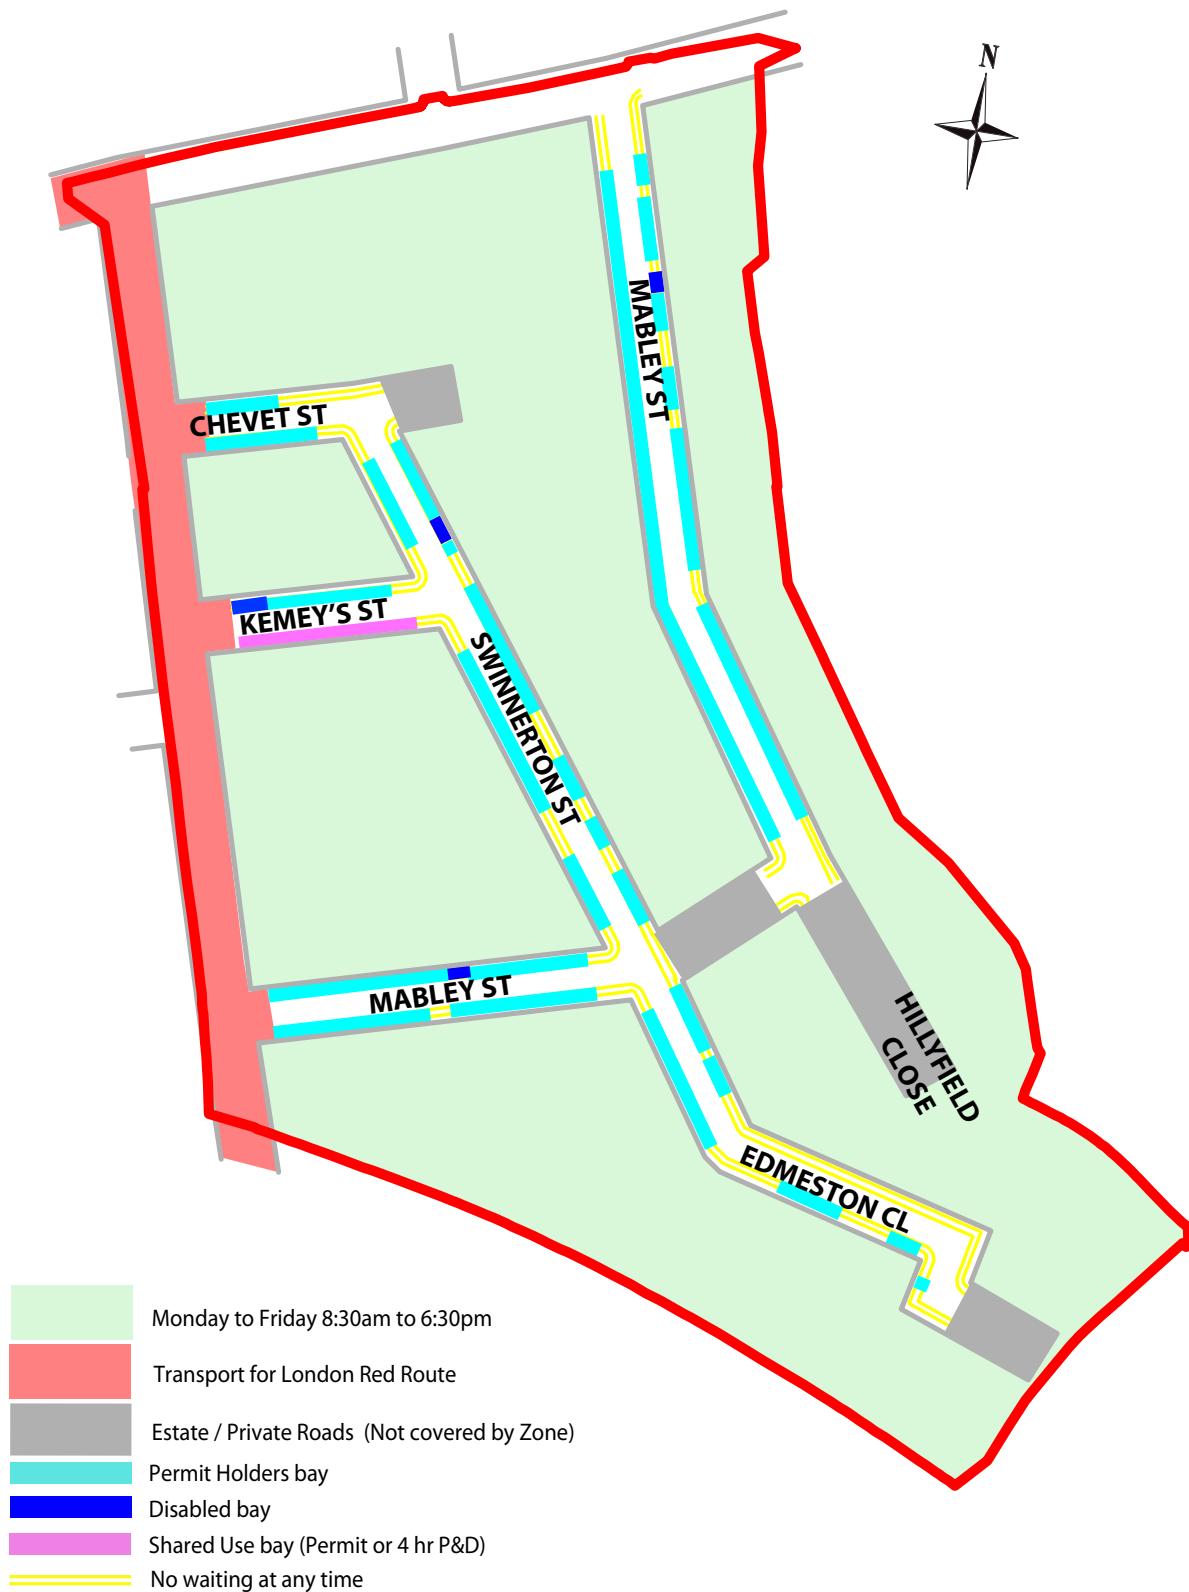 N
MABLEY ST
CHEVET ST
KEMEY'S ST
SWINNERTON ST
MABLEY ST
HILLYFIELD
CLOSE
EDMESTON CL
Monday to Friday 8:30am to 6:30pm
Transport for London Red Route
Estate / Private Roads (Not covered by Zone)
Permit Holders bay
Disabled bay
Shared Use bay (Permit or 4 hr P&D)
No waiting at any time